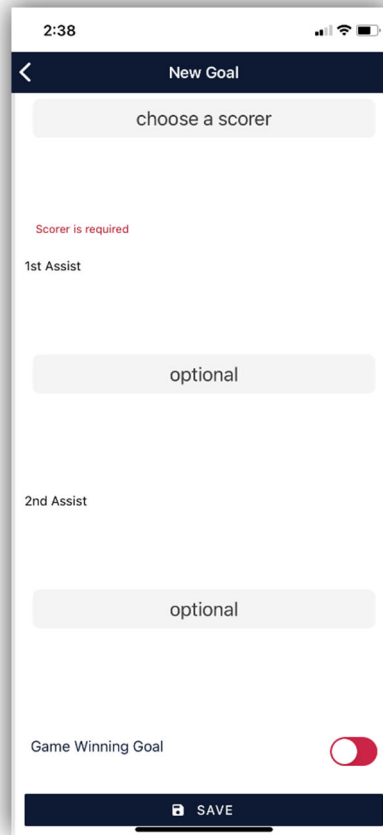 2:38
New Goal
choose a scorer
Scorer is required
1st Assist
optional
2nd Assist
optional
Game Winning Goal
SAVE